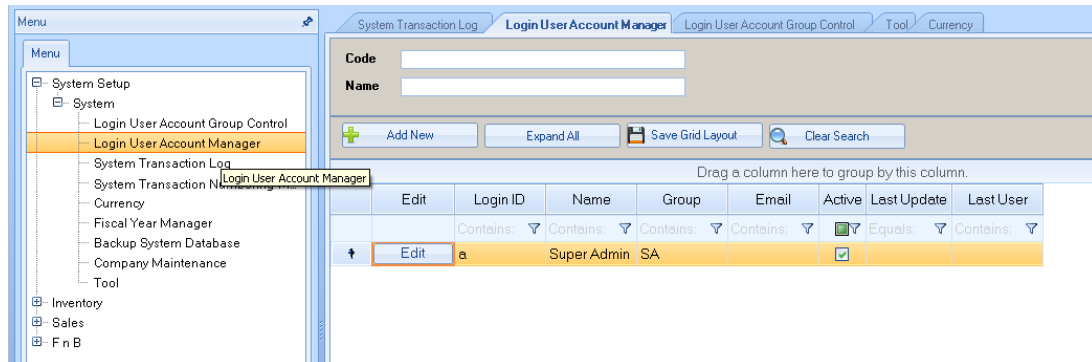 Menu
System Transaction Log Login User Account Manager Login User Account Group Control Tool Currency
Menu
System Setup
System
Login User Account Group Control
Login User Account Manager
System Transaction Log
Login User Account Manager
System Transaction
Currency
Fiscal Year Manager
Backup System Database
Company Maintenance
Tool
Inventory
Sales
F n B
Code
Name
Add New Expand All Save Grid Layout Clear Search
Drag a column here to group by this column.
Edit Login ID Name Group Email Active Last Update Last User
Contains: Contains: Contains: Contains: Equals: Contains:
Edit a Super Admin SA